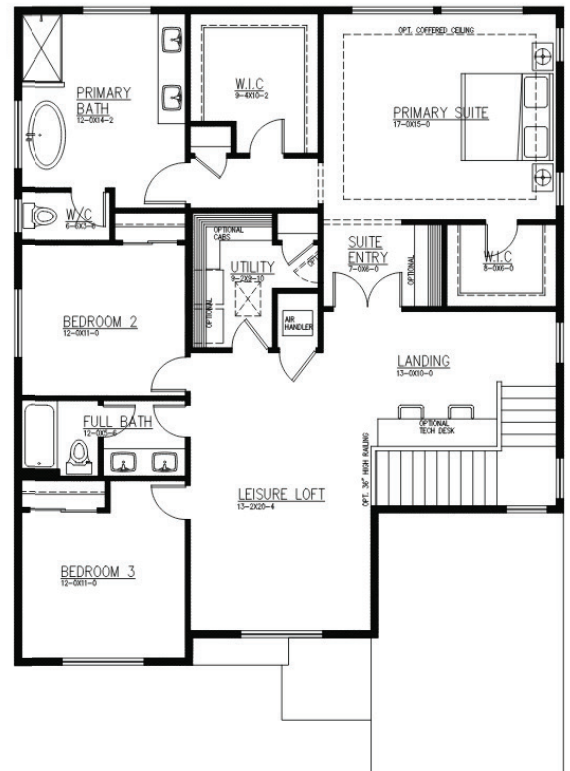 OPT. COFFERED CEILING
PRIMARY
BATH
12-0X14-2
W.I.C
9-4X10-2
PRIMARY SUITE
17-0X15-0
W/C
OPTIONAL
CABS
UTILITY
9-2X9-10
OPTIONAL
SUITE
ENTRY
7-0X6-0
OPTIONAL
W.I.C
8-0X6-0
BEDROOM 2
12-0X11-0
AIR
HANDLER
LANDING
13-0X10-0
FULL BATH
12-0X5-6
OPTIONAL
TECH DESK
OPT. 36" HIGH RAILING
LEISURE LOFT
13-2X20-4
BEDROOM 3
12-0X11-0